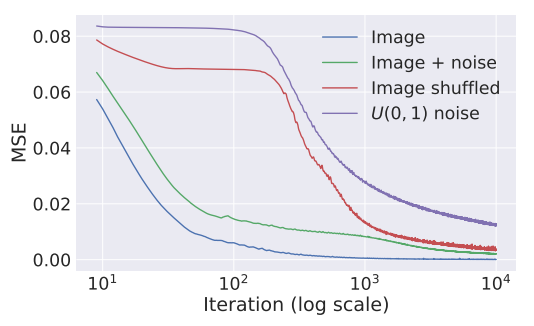 MSE
0.08
0.06
0.04
0.02
0.00
Image
Image + noise
Image shuffled
U(0, 1) noise
10¹
10²
10³
10⁴
Iteration (log scale)